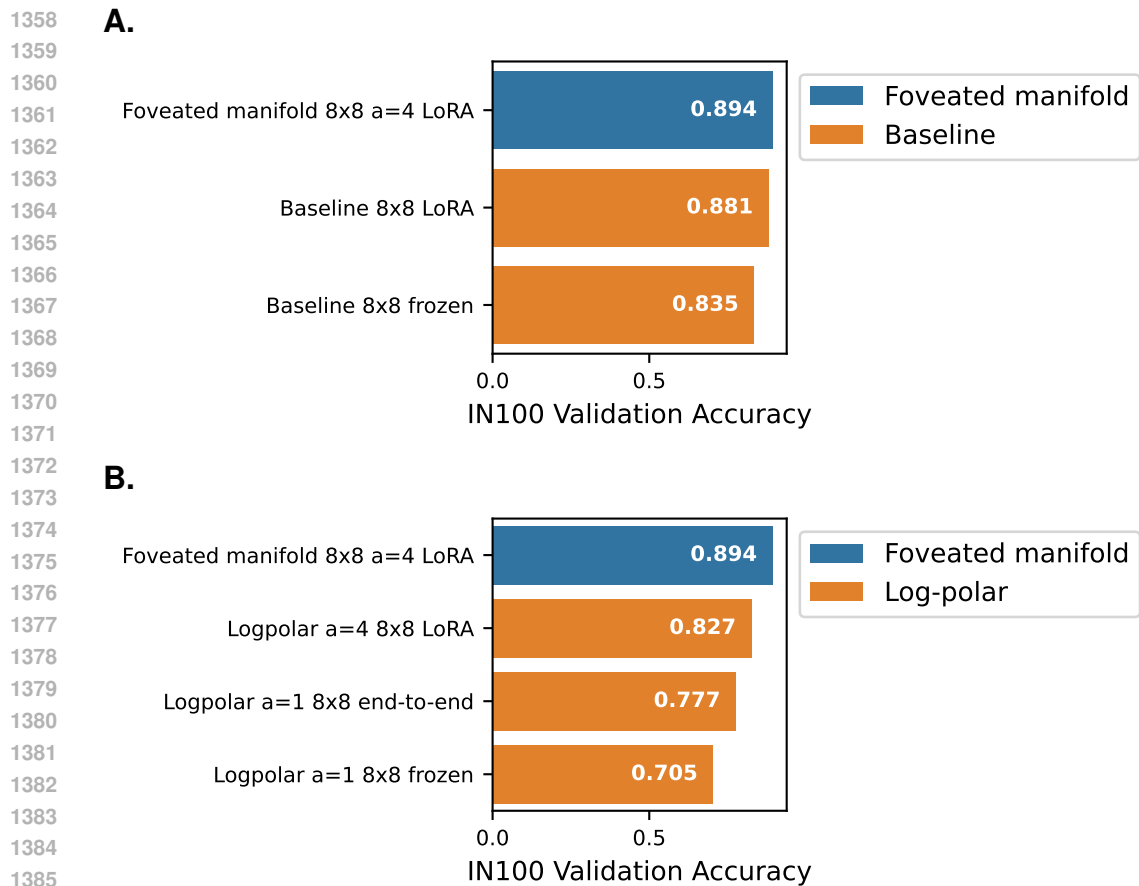 1358
A.
1359
1360
Foveated manifold 8x8 a=4 LoRA
0.894
Foveated manifold
1361
Baseline
1362
1363
Baseline 8x8 LoRA
0.881
1364
1365
1366
Baseline 8x8 frozen
0.835
1367
1368
1369
0.0
0.5
1370
IN100 Validation Accuracy
1371
1372
B.
1373
1374
Foveated manifold 8x8 a=4 LoRA
0.894
Foveated manifold
1375
1376
Log-polar
1377
Logpolar a=4 8x8 LoRA
0.827
1378
1379
Logpolar a=1 8x8 end-to-end
0.777
1380
1381
Logpolar a=1 8x8 frozen
0.705
1382
1383
0.0
0.5
1384
IN100 Validation Accuracy
1385